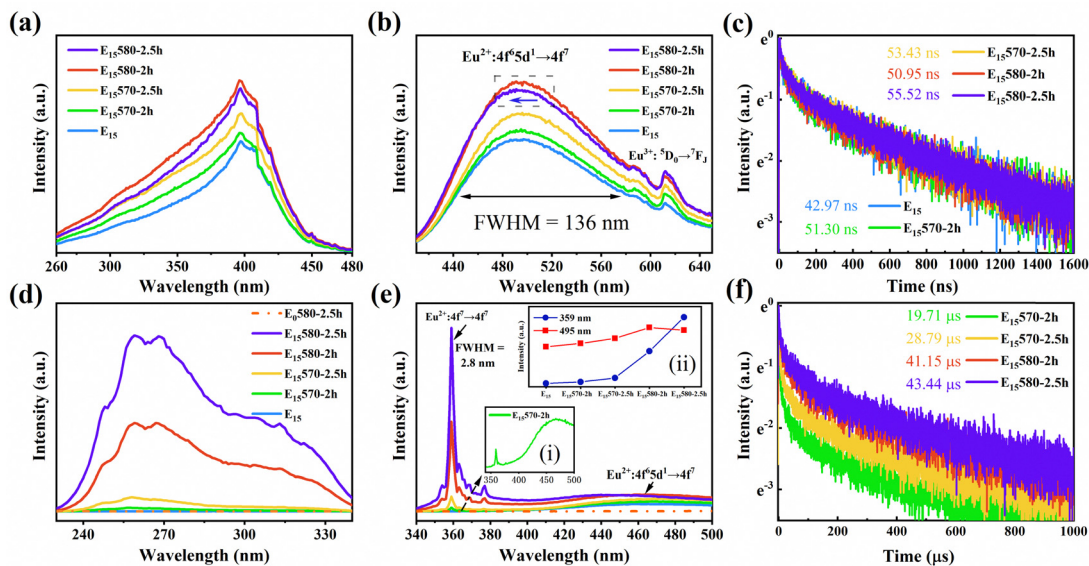 (a)
E₁₅580-2.5h
E₁₅580-2h
E₁₅570-2.5h
E₁₅570-2h
E₁₅
Intensity (a.u.)
260 300 350 400 450 480
Wavelength (nm)
(b)
Eu²⁺:4f⁶5d¹→4f⁷
E₁₅580-2.5h
E₁₅580-2h
E₁₅570-2.5h
E₁₅570-2h
E₁₅
Eu³⁺: ⁵D₀→⁷F_J
FWHM = 136 nm
Intensity (a.u.)
440 480 520 560 600 640
Wavelength (nm)
(c)
53.43 ns E₁₅570-2.5h
50.95 ns E₁₅580-2h
55.52 ns E₁₅580-2.5h
42.97 ns E₁₅
51.30 ns E₁₅570-2h
Intensity (a.u.)
e⁰
e⁻¹
e⁻²
e⁻³
0 200 400 600 800 1000 1200 1400 1600
Time (ns)
(d)
E₀580-2.5h
E₁₅580-2.5h
E₁₅580-2h
E₁₅570-2.5h
E₁₅570-2h
E₁₅
Intensity (a.u.)
230 270 300 340
Wavelength (nm)
(e)
Eu²⁺:4f⁷→4f⁷
FWHM =
2.8 nm
359 nm
495 nm
Intensity (a.u.)
(ii)
E₁₅ E₁₅570-2h E₁₅570-2.5h E₁₅580-2h E₁₅580-2.5h
E₁₅570-2h
(i)
350 400 450 500
Eu²⁺:4f⁶5d¹→4f⁷
Intensity (a.u.)
340 360 380 400 420 440 460 480 500
Wavelength (nm)
(f)
19.71 μs E₁₅570-2h
28.79 μs E₁₅570-2.5h
41.15 μs E₁₅580-2h
43.44 μs E₁₅580-2.5h
Intensity (a.u.)
e⁰
e⁻¹
e⁻²
e⁻³
0 200 400 600 800 1000
Time (μs)